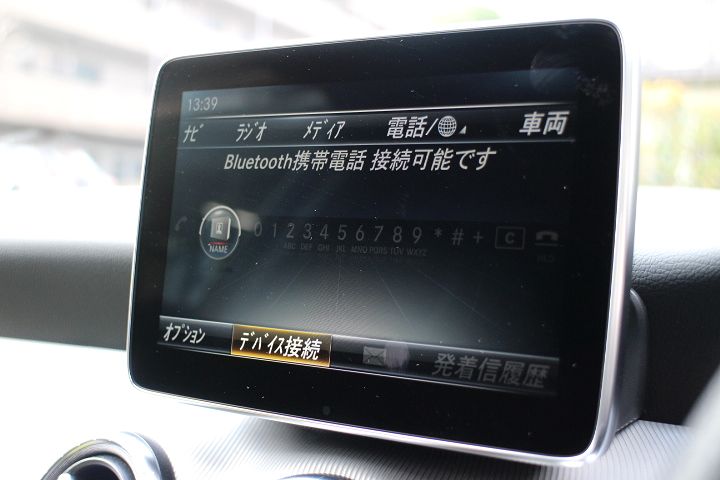 13:39
ﾅﾋﾞ ﾗｼﾞｵ ﾒﾃﾞｨｱ 電話/ 車両
Bluetooth携帯電話 接続可能です
NAME 0 1 2 3 4 5 6 7 8 9 * # + C
ABC DEF GHI JKL MNO PQRS TUV WXYZ
ｵﾌﾟｼｮﾝ ﾃﾞﾊﾞｲｽ接続 発着信履歴